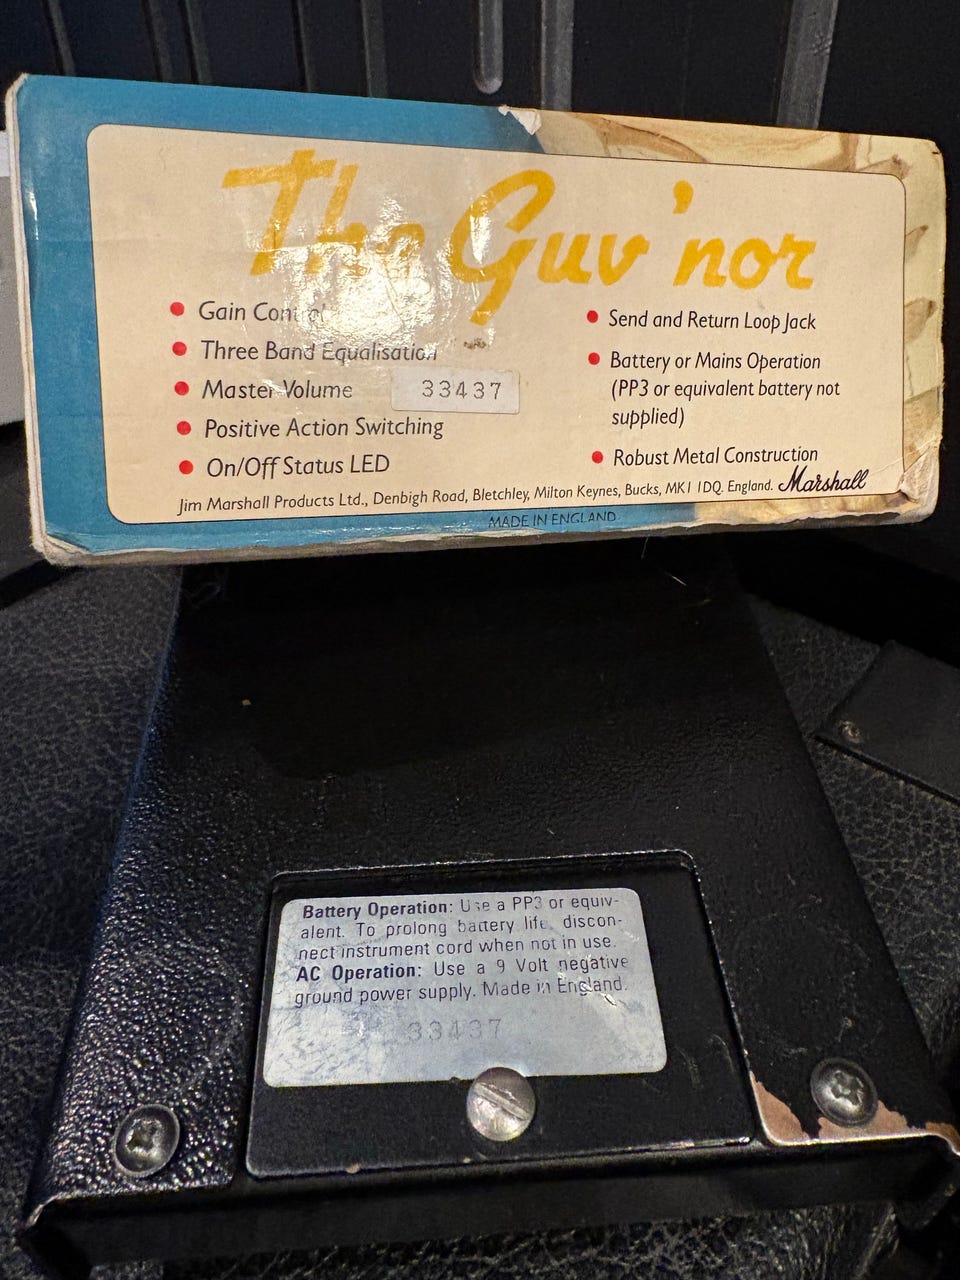 The Guv'nor
Gain Control
Three Band Equalisation
Master Volume
33437
Positive Action Switching
On/Off Status LED
Send and Return Loop Jack
Battery or Mains Operation
(PP3 or equivalent battery not
supplied)
Robust Metal Construction
Jim Marshall Products Ltd., Denbigh Road, Bletchley, Milton Keynes, Bucks, MK1 1DQ. England. Marshall
MADE IN ENGLAND
Battery Operation: Use a PP3 or equiv-
alent. To prolong battery life, discon-
nect instrument cord when not in use.
AC Operation: Use a 9 Volt negative
ground power supply. Made in England.
33437